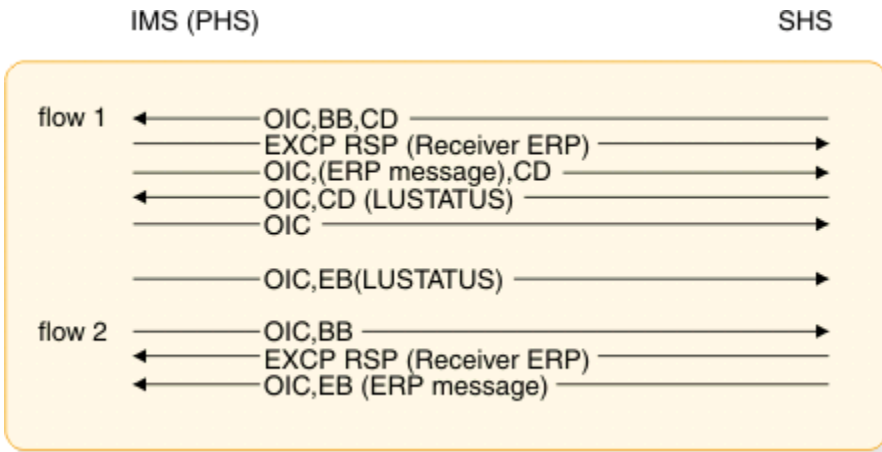 IMS (PHS) SHS
flow 1 OIC,BB,CD
EXCP RSP (Receiver ERP)
OIC,(ERP message),CD
OIC,CD (LUSTATUS)
OIC
OIC,EB(LUSTATUS)
flow 2 OIC,BB
EXCP RSP (Receiver ERP)
OIC,EB (ERP message)